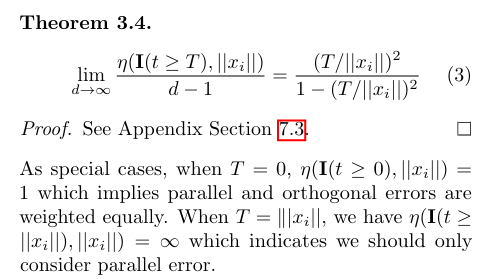 Theorem 3.4.
lim_{d→∞} η(I(t ≥ T), ||x_i||) / (d − 1) = (T/||x_i||)² / (1 − (T/||x_i||)²) (3)
Proof. See Appendix Section 7.3. □
As special cases, when T = 0, η(I(t ≥ 0), ||x_i||) =
1 which implies parallel and orthogonal errors are
weighted equally. When T = |||x_i||, we have η(I(t ≥
||x_i||), ||x_i||) = ∞ which indicates we should only
consider parallel error.